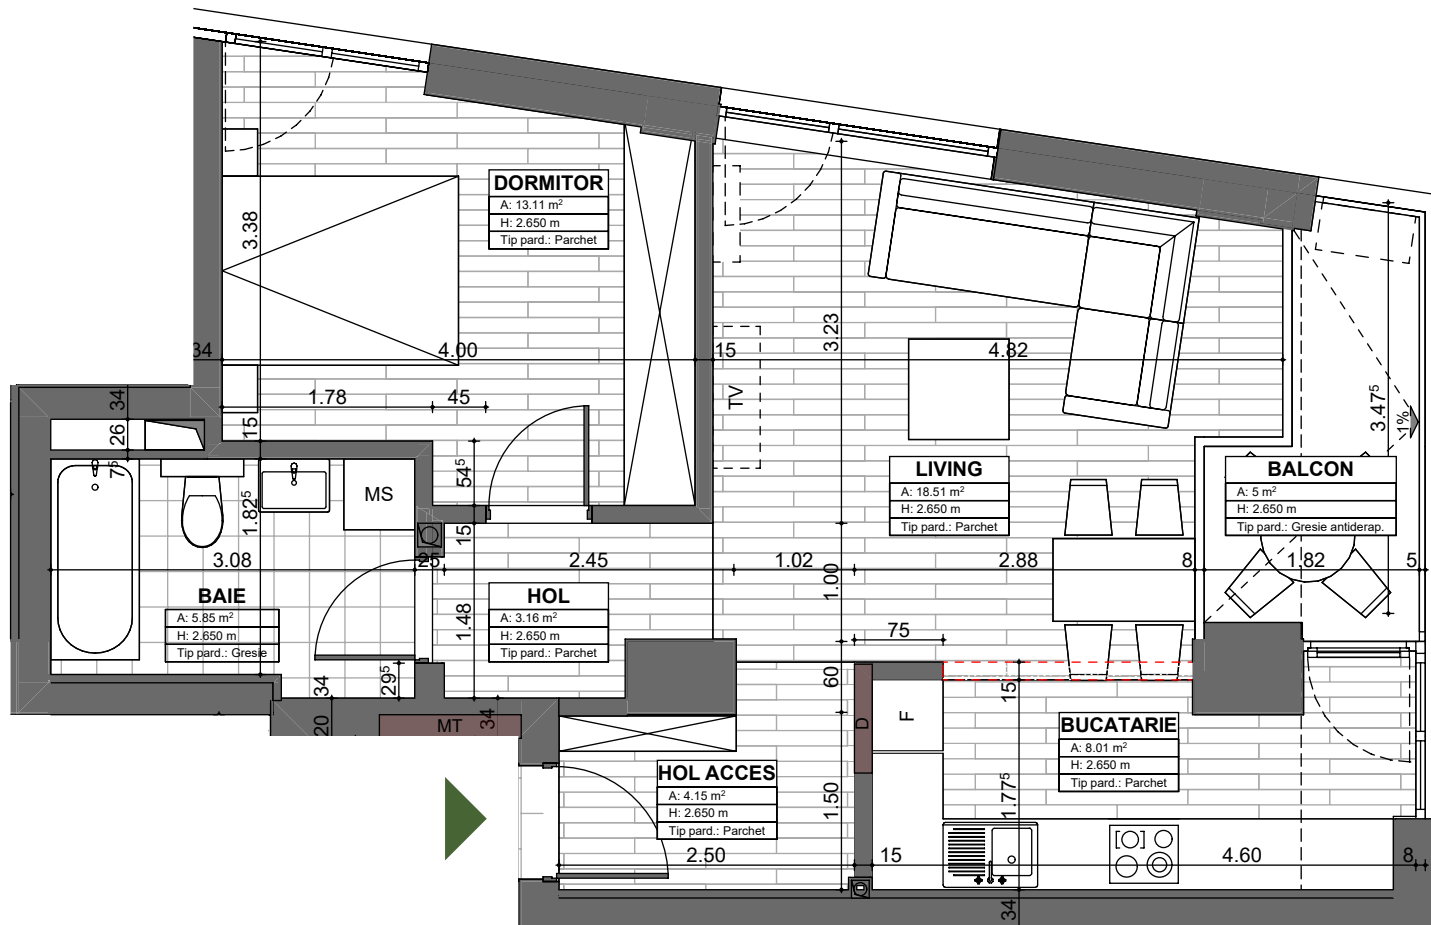 DORMITOR
A: 13.11 m²
H: 2.650 m
Tip pard.: Parchet
3.38
3.23
34
4.00
15
4.82
TV
1.78
45
34
26
15
7⁵
3.47⁵
1%
LIVING
A: 18.51 m²
H: 2.650 m
Tip pard.: Parchet
BALCON
A: 5 m²
H: 2.650 m
Tip pard.: Gresie antiderap.
54⁵
MS
1.82⁵
15
3.08
25
2.45
1.02
1.00
2.88
8
1.82
5
BAIE
A: 5.85 m²
H: 2.650 m
Tip pard.: Gresie
HOL
A: 3.16 m²
H: 2.650 m
Tip pard.: Parchet
1.48
75
34
29⁵
60
15
20
MT
34
D
F
BUCATARIE
A: 8.01 m²
H: 2.650 m
Tip pard.: Parchet
HOL ACCES
A: 4.15 m²
H: 2.650 m
Tip pard.: Parchet
1.50
1.77⁵
2.50
15
4.60
8
34